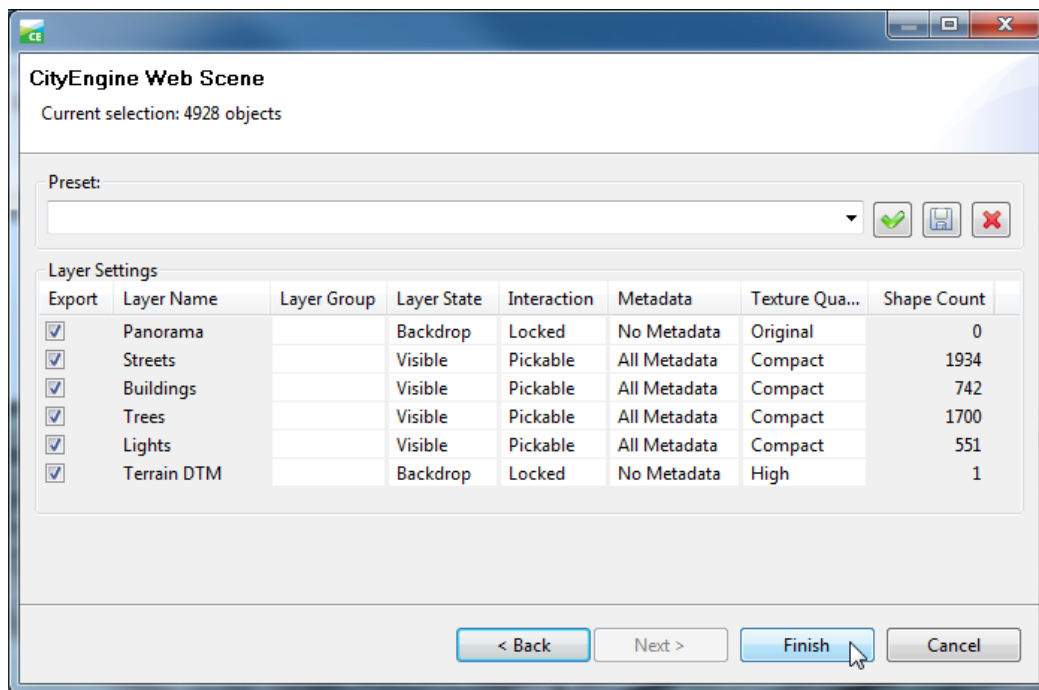 CE
CityEngine Web Scene
Current selection: 4928 objects
Preset:
Layer Settings
Export Layer Name Layer Group Layer State Interaction Metadata Texture Qua... Shape Count
Panorama Backdrop Locked No Metadata Original 0
Streets Visible Pickable All Metadata Compact 1934
Buildings Visible Pickable All Metadata Compact 742
Trees Visible Pickable All Metadata Compact 1700
Lights Visible Pickable All Metadata Compact 551
Terrain DTM Backdrop Locked No Metadata High 1
< Back Next > Finish Cancel